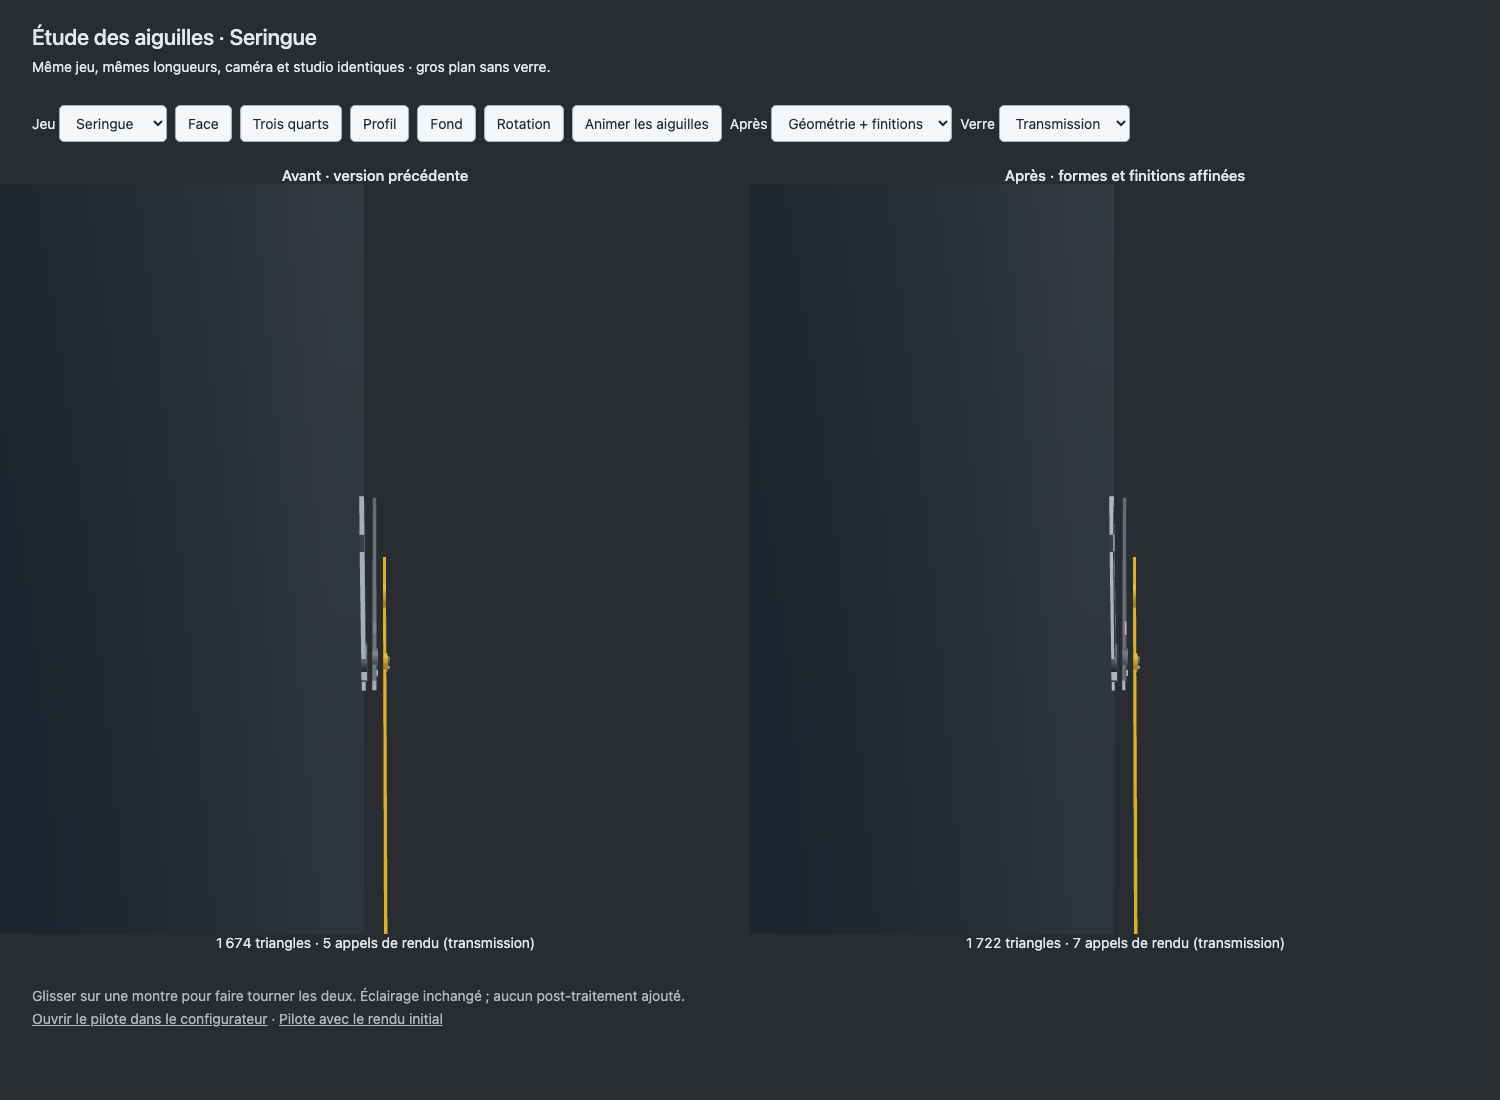 Étude des aiguilles · Seringue
Même jeu, mêmes longueurs, caméra et studio identiques · gros plan sans verre.
Jeu Seringue Face Trois quarts Profil Fond Rotation Animer les aiguilles Après Géométrie + finitions Verre Transmission
Avant · version précédente
Après · formes et finitions affinées
1 674 triangles · 5 appels de rendu (transmission)
1 722 triangles · 7 appels de rendu (transmission)
Glisser sur une montre pour faire tourner les deux. Éclairage inchangé ; aucun post-traitement ajouté.
Ouvrir le pilote dans le configurateur · Pilote avec le rendu initial